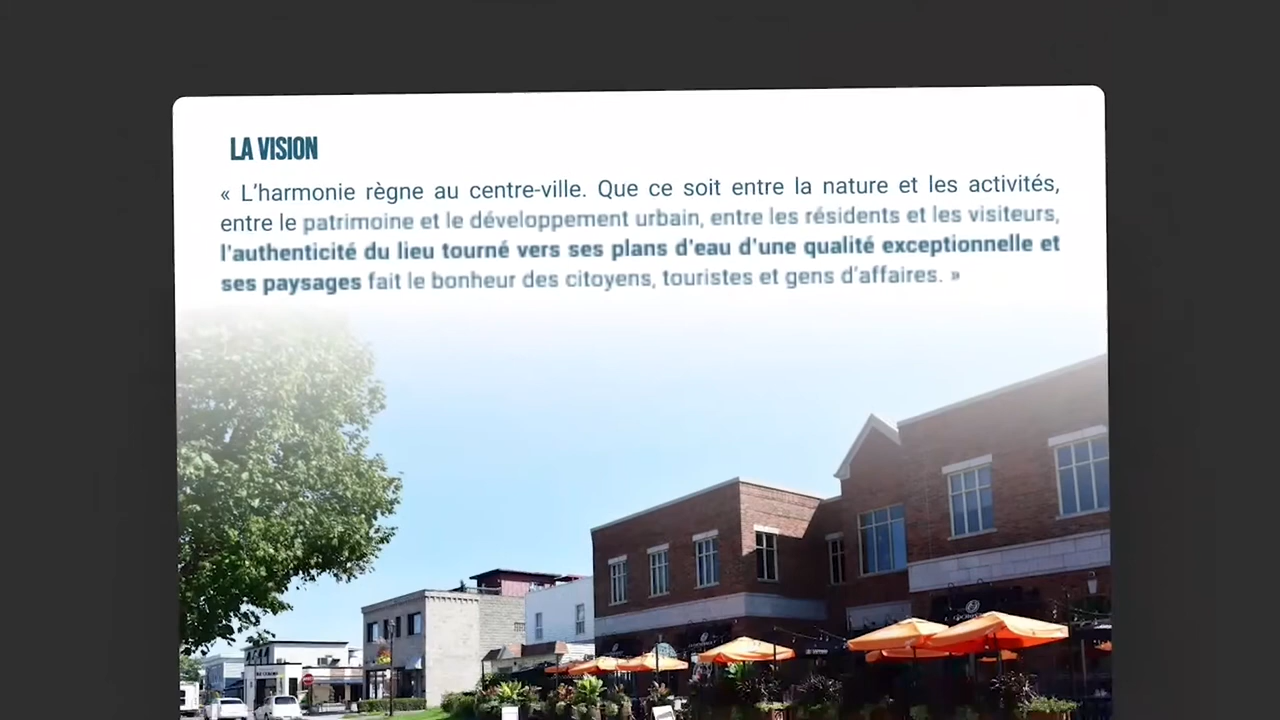 LA VISION
« L’harmonie règne au centre-ville. Que ce soit entre la nature et les activités,
entre le patrimoine et le développement urbain, entre les résidents et les visiteurs,
l’authenticité du lieu tourné vers ses plans d’eau d’une qualité exceptionnelle et
ses paysages fait le bonheur des citoyens, touristes et gens d’affaires. »